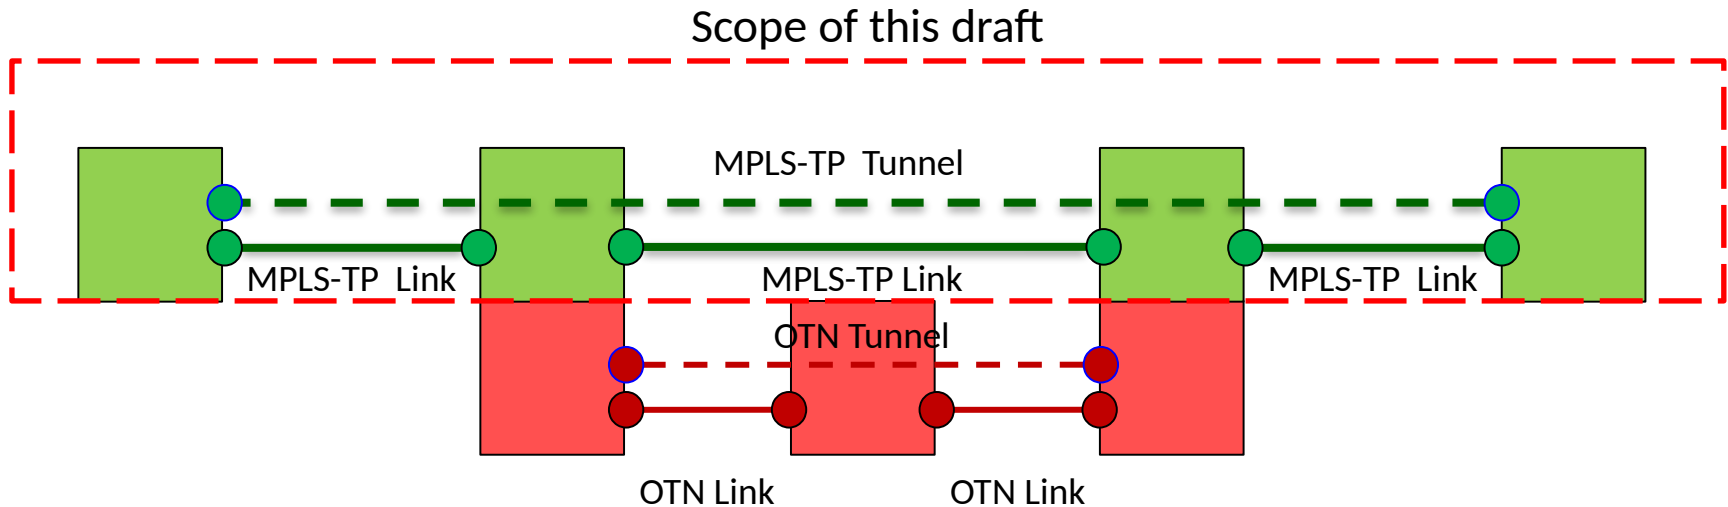 Scope of this draft
MPLS-TP  Tunnel
MPLS-TP  Link
MPLS-TP Link
MPLS-TP  Link
OTN Tunnel
OTN Link
OTN Link